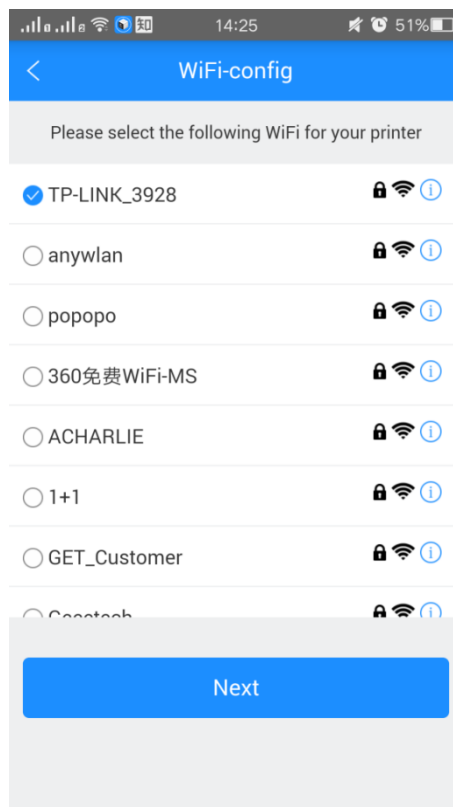 14:25
知
51%
WiFi-config
Please select the following WiFi for your printer
TP-LINK_3928
anywlan
popopo
360免费WiFi-MS
ACHARLIE
1+1
GET_Customer
Next